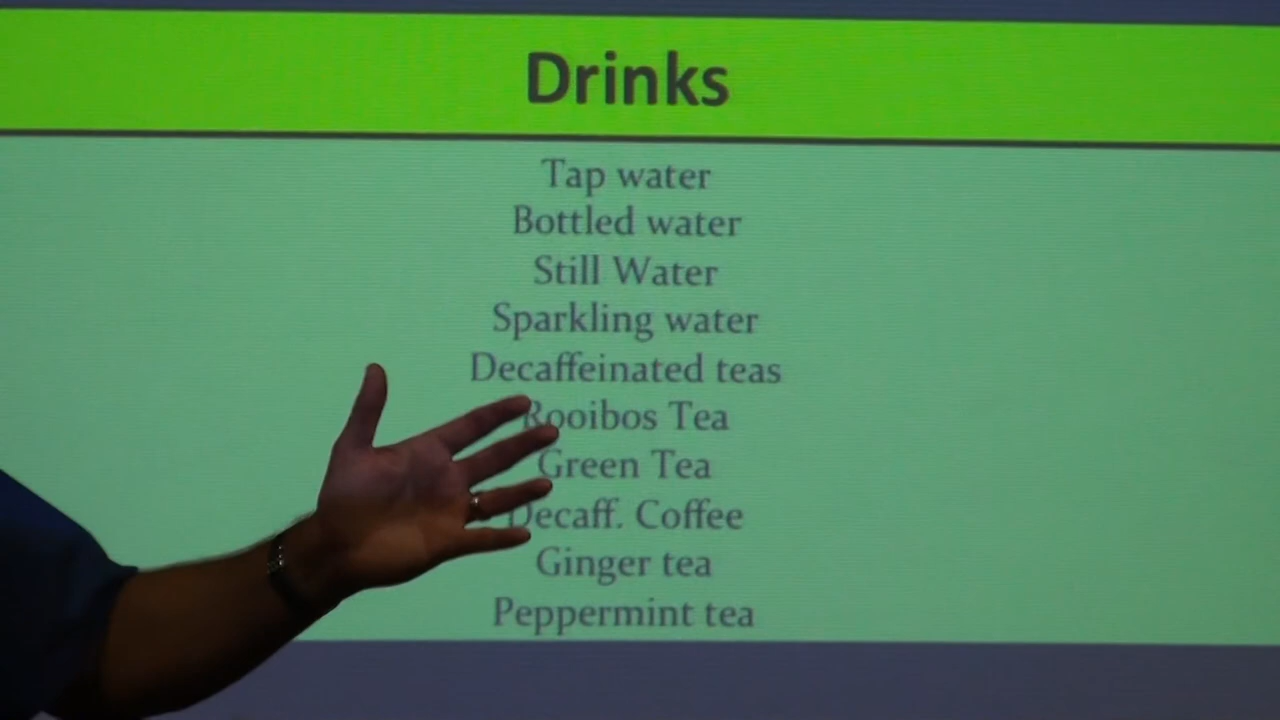 Drinks
Tap water
Bottled water
Still Water
Sparkling water
Decaffeinated teas
Rooibos Tea
Green Tea
Decaff. Coffee
Ginger tea
Peppermint tea